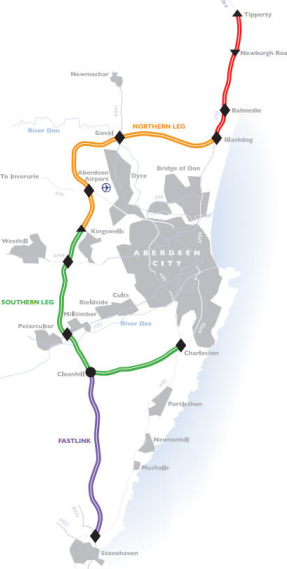 Tipperty
Newburgh Roa
Newmachar
Balmedie
NORTHERN LEG
River Don
Goval
Blackdog
To Inverurie
Aberdeen
Airport
Dyce
Bridge of Don
Kingswells
Westhill
ABERDEEN
CITY
SOUTHERN LEG
Cults
Bieldside
Milltimber
River Dee
Peterculter
Charleston
Cleanhill
Portlethen
FASTLINK
Newtonhill
Muchalls
Stonehaven